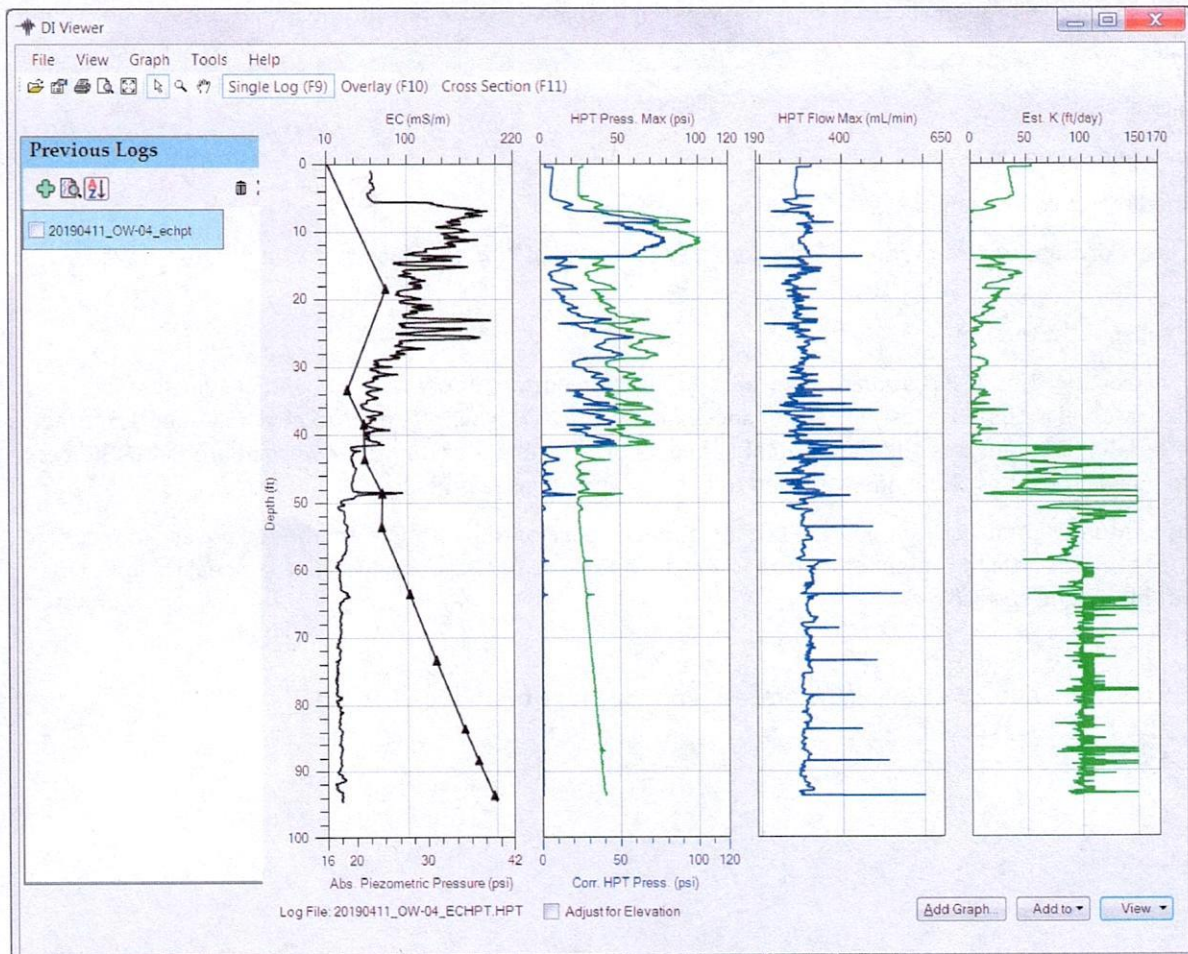 DI Viewer
File View Graph Tools Help
Single Log (F9) Overlay (F10) Cross Section (F11)
Previous Logs
A
Z
20190411_OW-04_echpt
EC (mS/m)
10 100 220
HPT Press. Max (psi)
0 50 100 120
HPT Flow Max (mL/min)
190 400 650
Est. K (ft/day)
0 50 100 150 170
Depth (ft)
0
10
20
30
40
50
60
70
80
90
100
16 20 30 42
Abs. Piezometric Pressure (psi)
0 50 100 120
Corr. HPT Press. (psi)
Log File: 20190411_OW-04_ECHPT.HPT
Adjust for Elevation
Add Graph...
Add to
View